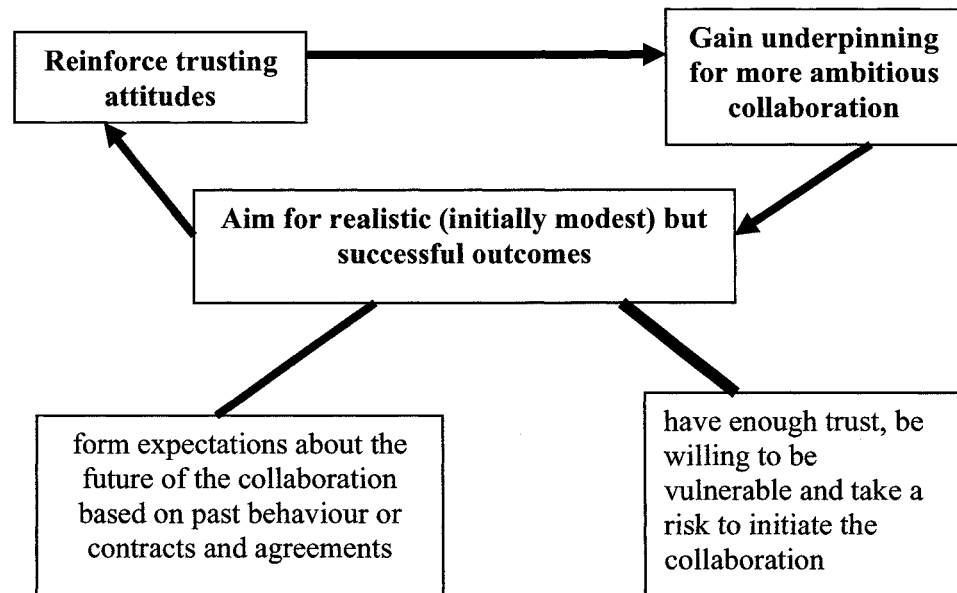 Reinforce trusting
attitudes
Gain underpinning
for more ambitious
collaboration
Aim for realistic (initially modest) but
successful outcomes
form expectations about the
future of the collaboration
based on past behaviour or
contracts and agreements
have enough trust, be
willing to be
vulnerable and take a
risk to initiate the
collaboration